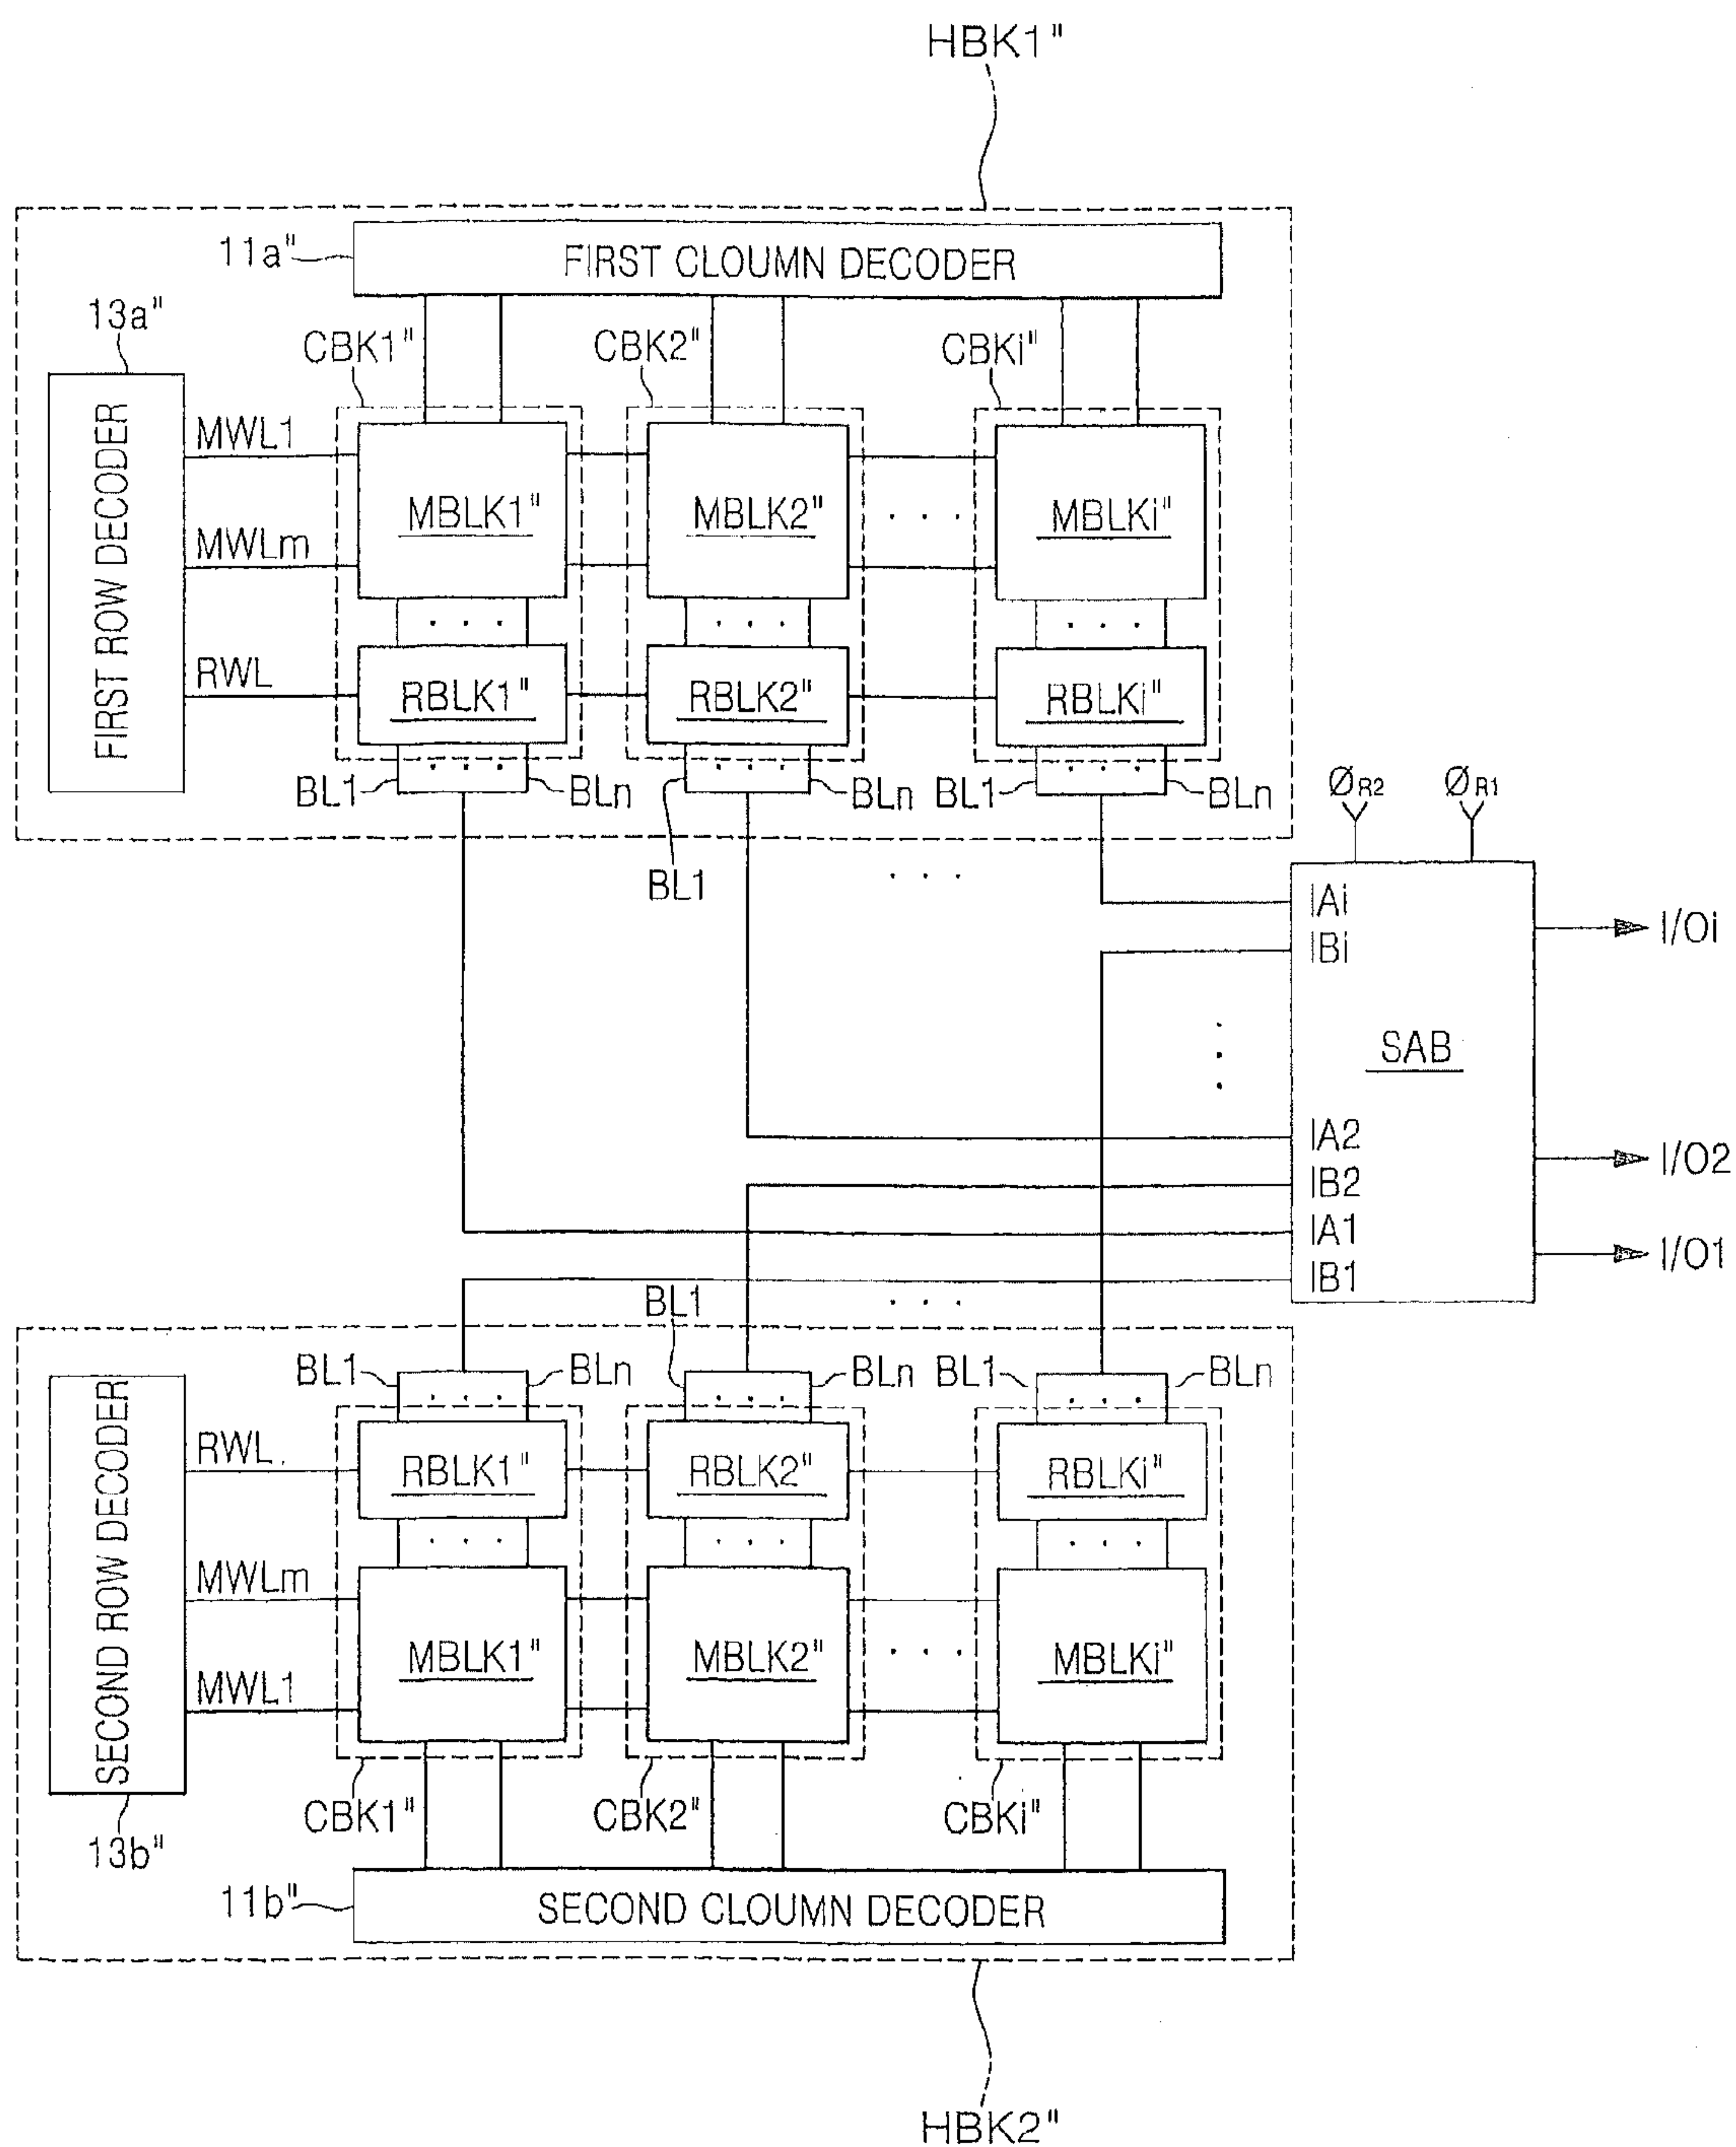 HBK1"
11a"
FIRST CLOUMN DECODER
13a"
CBK1"
CBK2"
CBKi"
FIRST ROW DECODER
MWL1
MWLm
RWL
MBLK1"
MBLK2"
. . .
MBLKi"
. . .
. . .
. . .
RBLK1"
RBLK2"
RBLKi"
BL1
. . .
BLn
. . .
BLn
BL1
. . .
BLn
BL1
. . .
ØR2
ØR1
IAi
IBi
SAB
IA2
IB2
IA1
IB1
I/Oi
I/O2
I/O1
. . .
BL1
. . .
BL1
. . .
BLn
. . .
BLn
BL1
. . .
BLn
SECOND ROW DECODER
RWL
MWLm
MWL1
RBLK1"
RBLK2"
RBLKi"
. . .
. . .
. . .
MBLK1"
MBLK2"
. . .
MBLKi"
CBK1"
CBK2"
CBKi"
13b"
11b"
SECOND CLOUMN DECODER
HBK2"